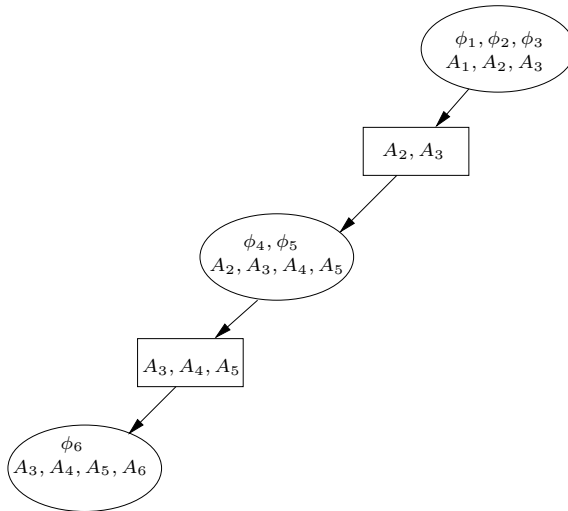 ϕ₁, ϕ₂, ϕ₃
A₁, A₂, A₃
A₂, A₃
ϕ₄, ϕ₅
A₂, A₃, A₄, A₅
A₃, A₄, A₅
ϕ₆
A₃, A₄, A₅, A₆